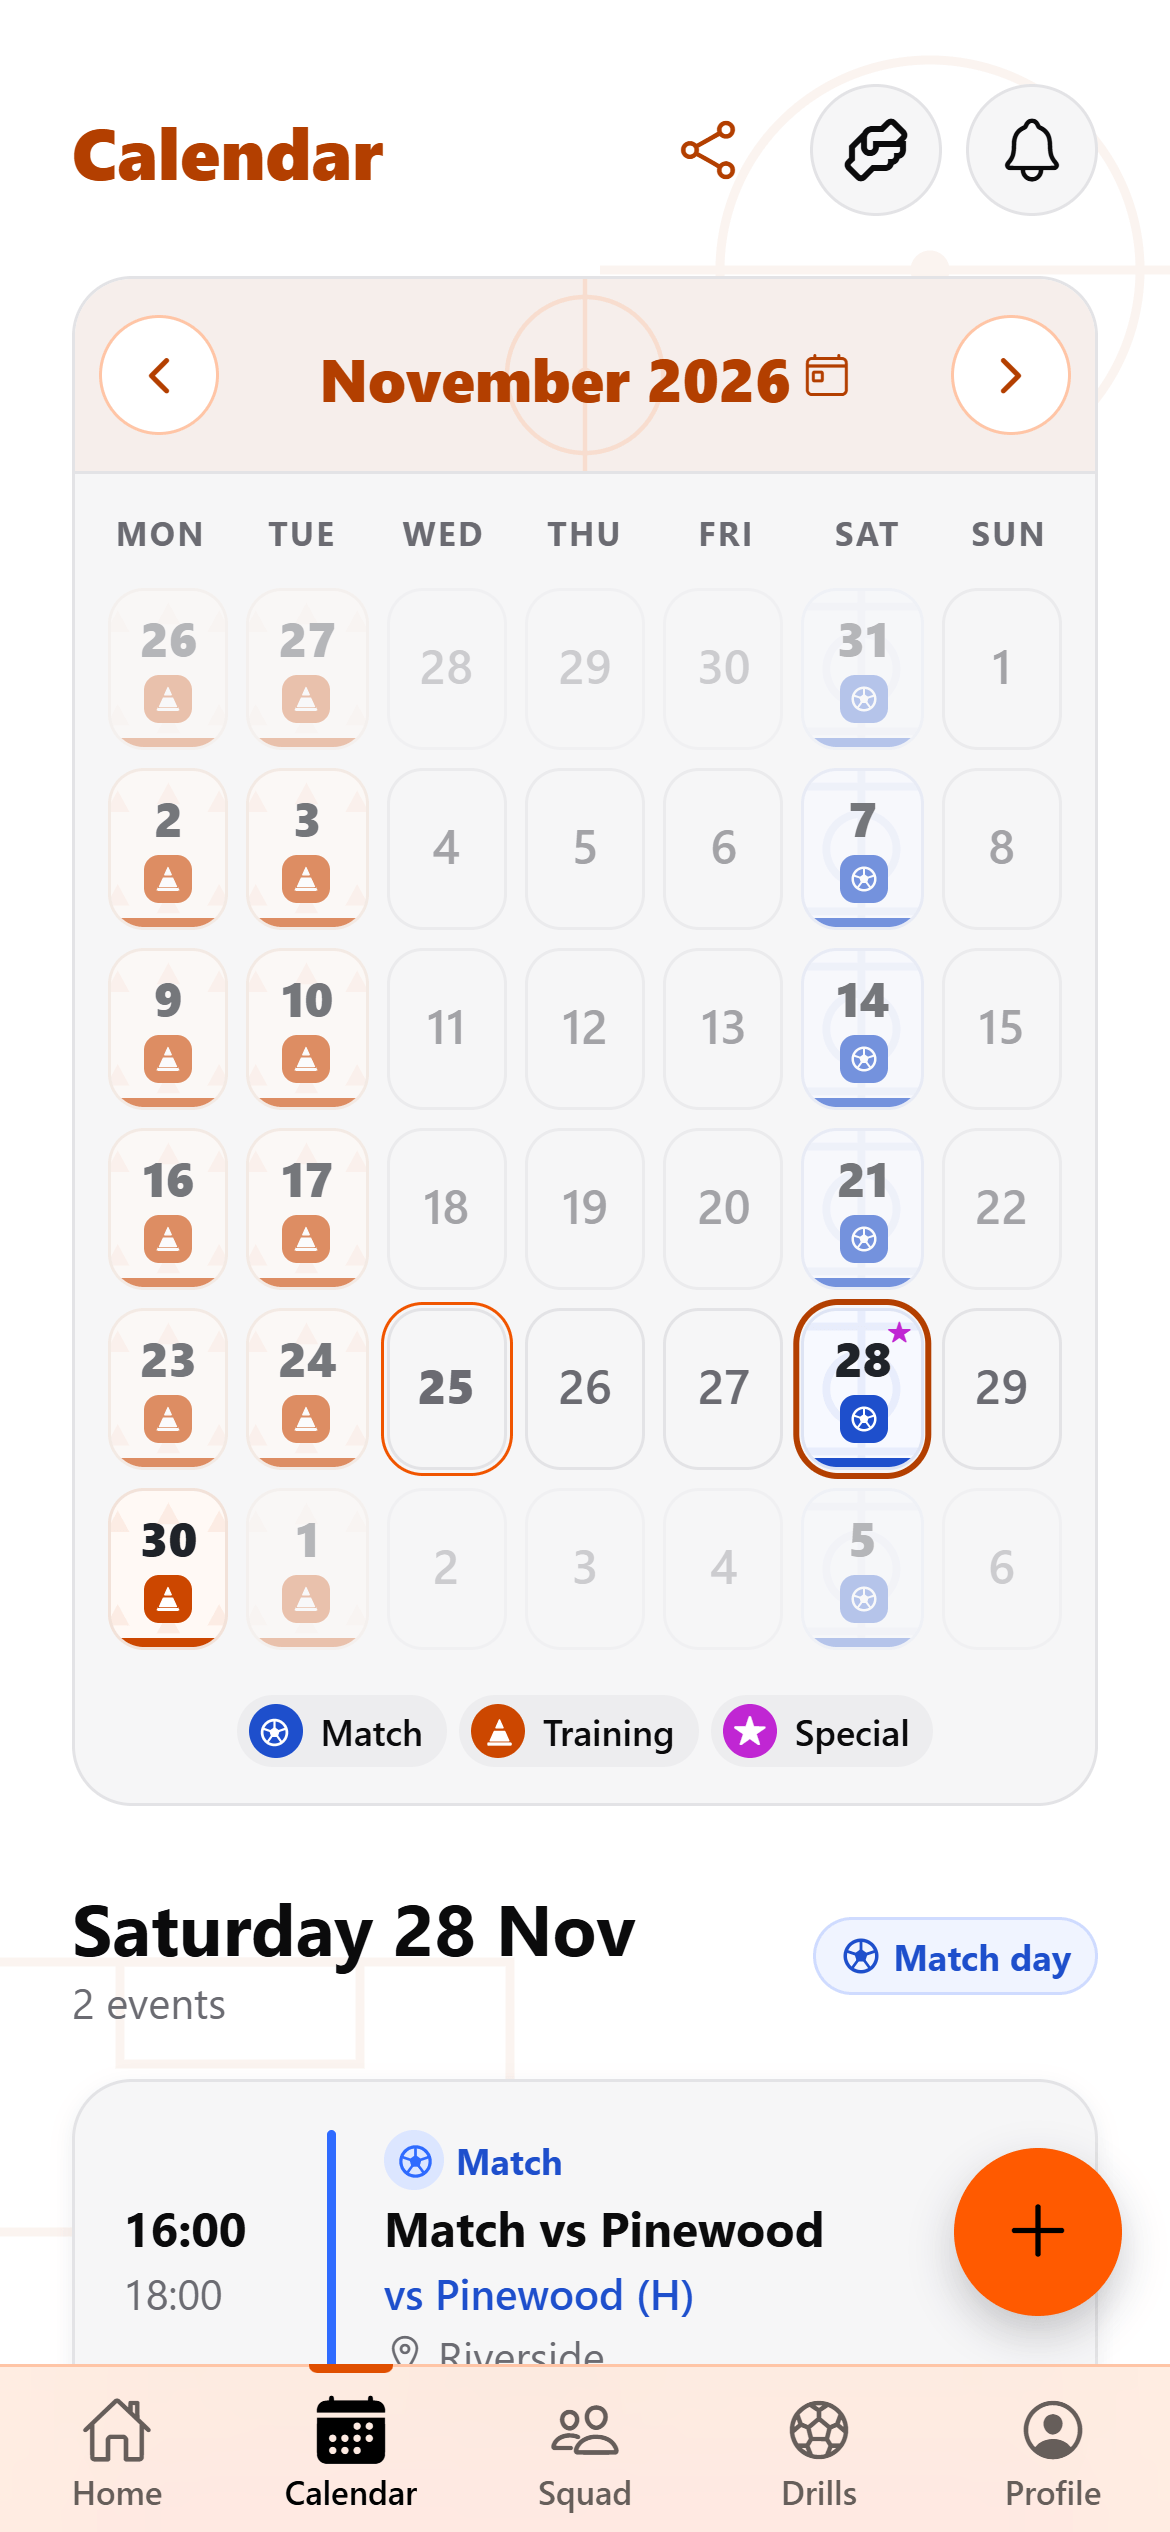 Calendar
November 2026
MON TUE WED THU FRI SAT SUN
26 27 28 29 30 31 1
2 3 4 5 6 7 8
9 10 11 12 13 14 15
16 17 18 19 20 21 22
23 24 25 26 27 28 29
30 1 2 3 4 5 6
Match Training Special
Saturday 28 Nov
2 events
Match day
Match
16:00
Match vs Pinewood
18:00
vs Pinewood (H)
Riverside
Home Calendar Squad Drills Profile